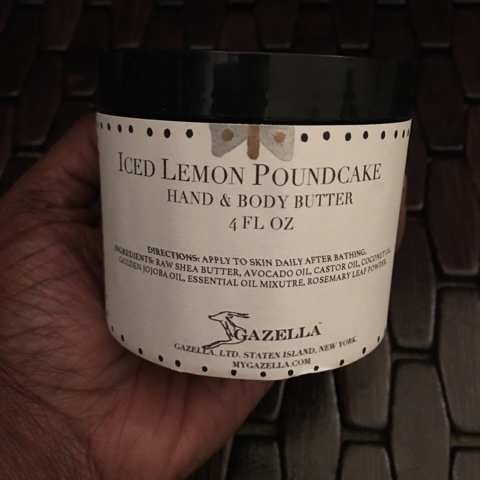 ICED LEMON POUNDCAKE
HAND & BODY BUTTER
4 FL OZ
DIRECTIONS: APPLY TO SKIN DAILY AFTER BATHING.
INGREDIENTS: RAW SHEA BUTTER, AVOCADO OIL, CASTOR OIL, COCONUT OIL,
GOLDEN JOJOBA OIL, ESSENTIAL OIL MIXUTRE, ROSEMARY LEAF POWDER.
GAZELLA
GAZELLA, LTD. STATEN ISLAND, NEW YORK.
MYGAZELLA.COM